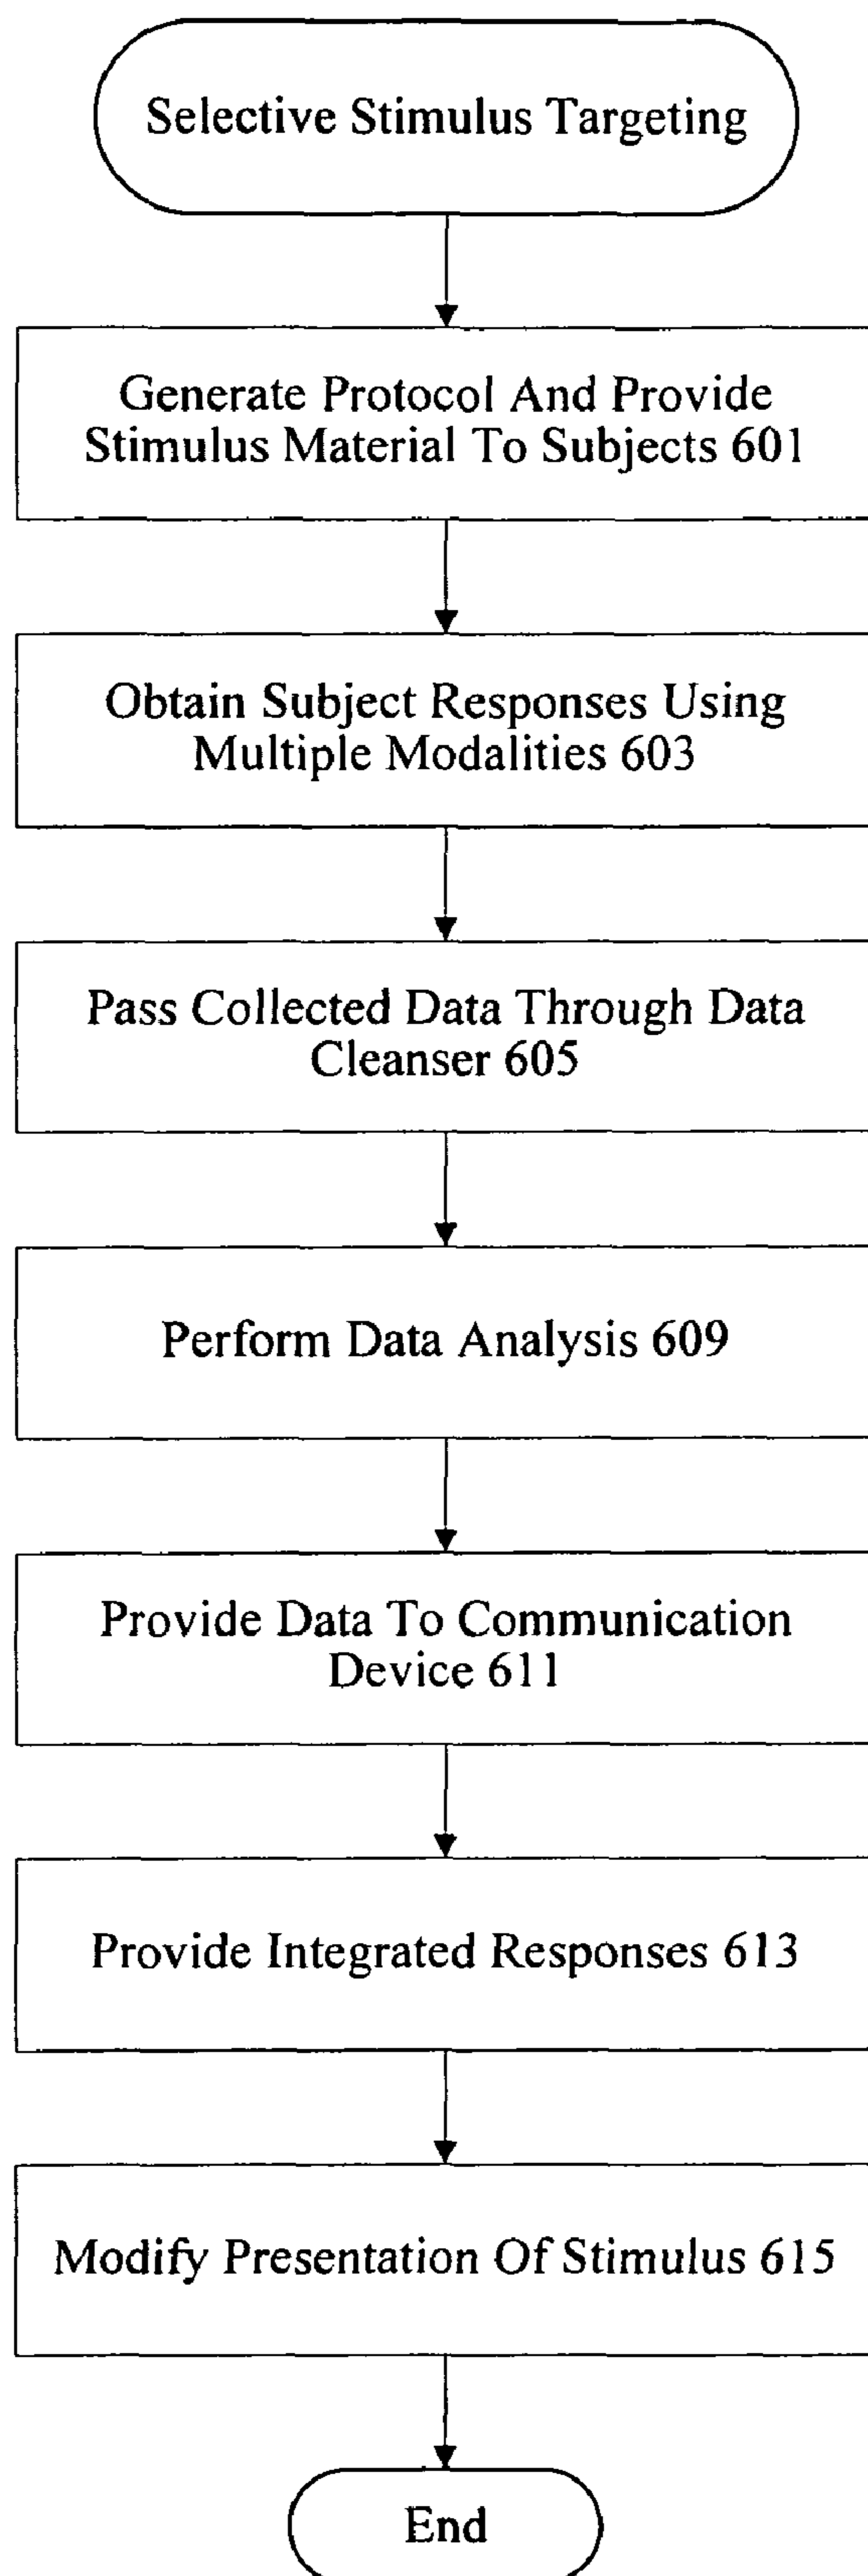 Selective Stimulus Targeting
Generate Protocol And Provide
Stimulus Material To Subjects 601
Obtain Subject Responses Using
Multiple Modalities 603
Pass Collected Data Through Data
Cleanser 605
Perform Data Analysis 609
Provide Data To Communication
Device 611
Provide Integrated Responses 613
Modify Presentation Of Stimulus 615
End